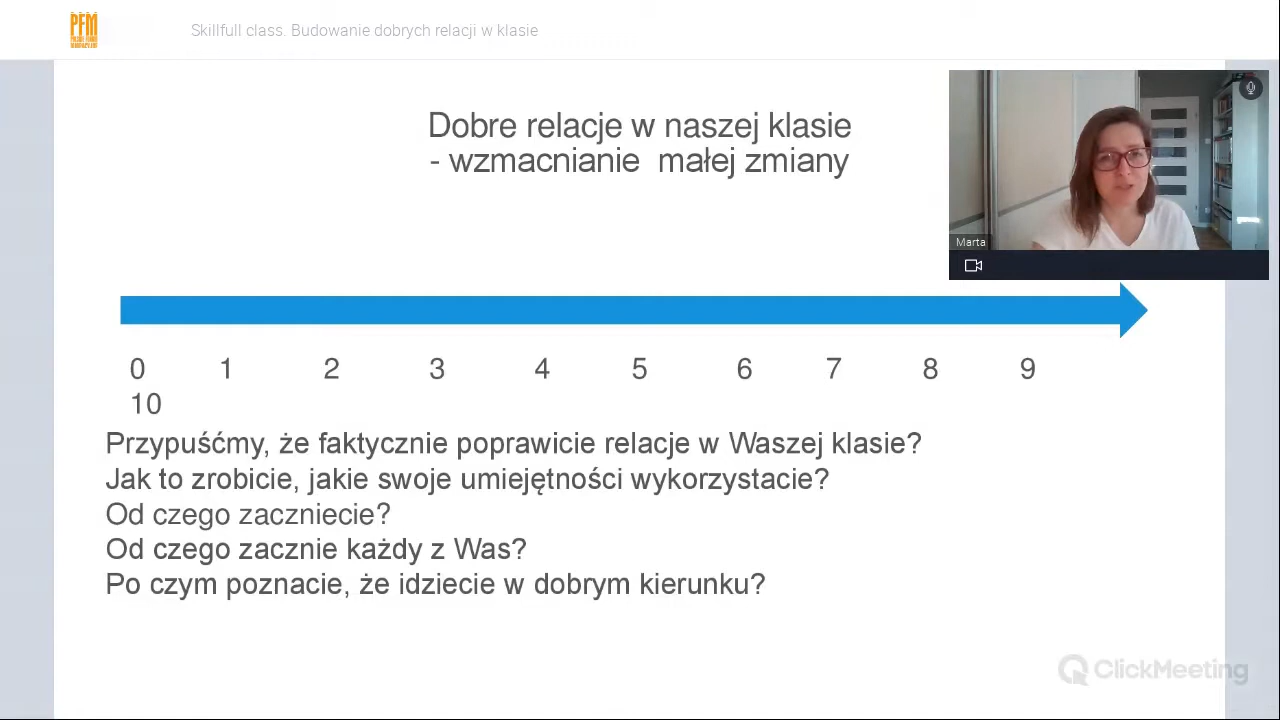 PFM
Skillfull class. Budowanie dobrych relacji w klasie
Dobre relacje w naszej klasie
- wzmacnianie małej zmiany
Marta
0 1 2 3 4 5 6 7 8 9
10
Przypuśćmy, że faktycznie poprawicie relacje w Waszej klasie?
Jak to zrobicie, jakie swoje umiejętności wykorzystacie?
Od czego zaczniecie?
Od czego zacznie każdy z Was?
Po czym poznacie, że idziecie w dobrym kierunku?
ClickMeeting